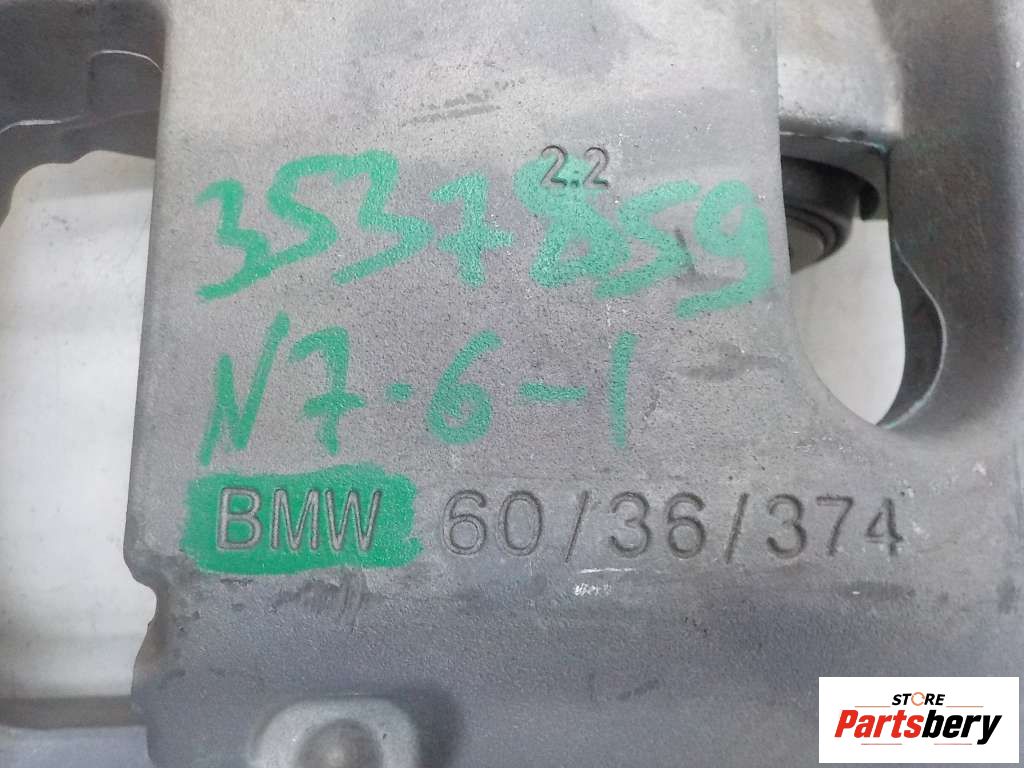 2.2
3537859
N7-6-1
BMW 60/36/374
STORE
Partsbery